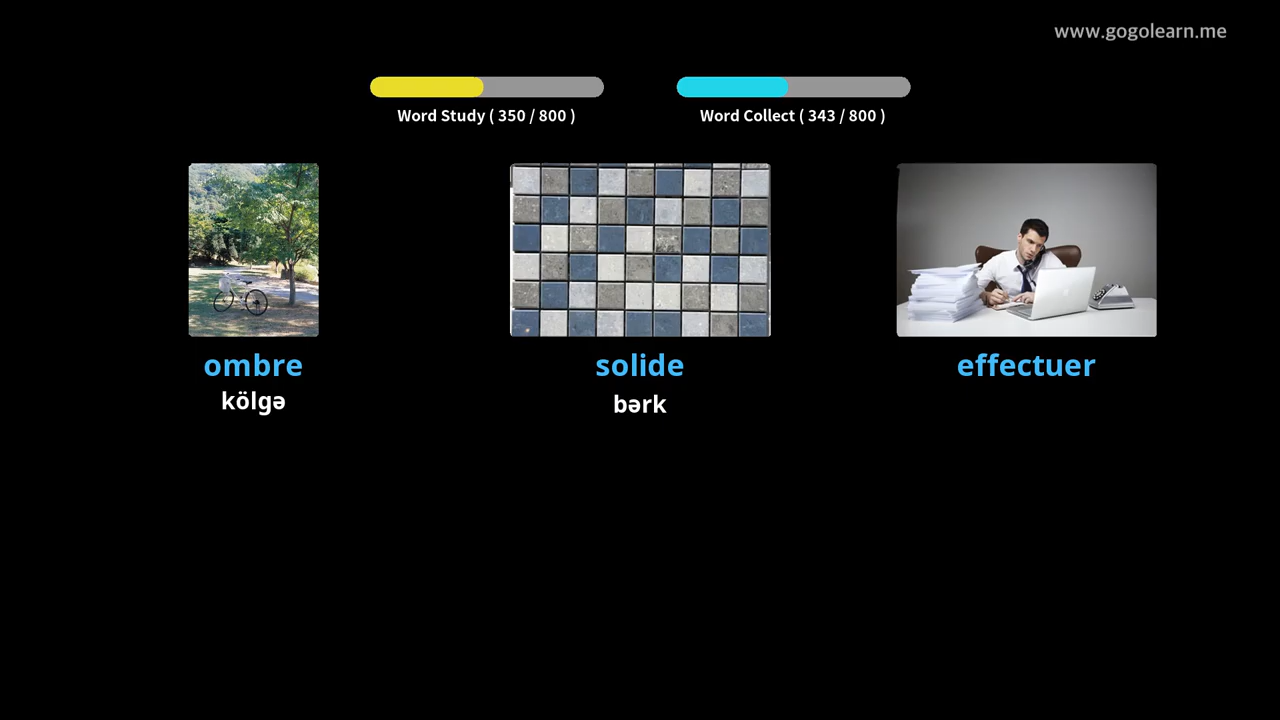 www.gogolearn.me
Word Study ( 350 / 800 )
Word Collect ( 343 / 800 )
ombre
kölgə
solide
bərk
effectuer